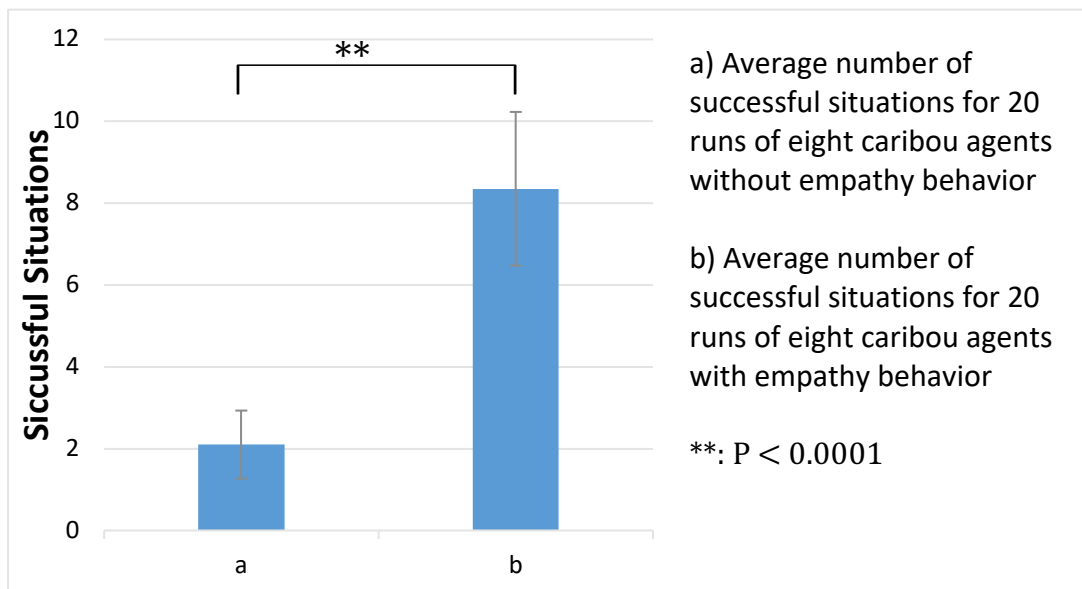 12
10
8
6
4
2
0
Siccussful Situations
**
a
b
a) Average number of
successful situations for 20
runs of eight caribou agents
without empathy behavior
b) Average number of
successful situations for 20
runs of eight caribou agents
with empathy behavior
**: P < 0.0001